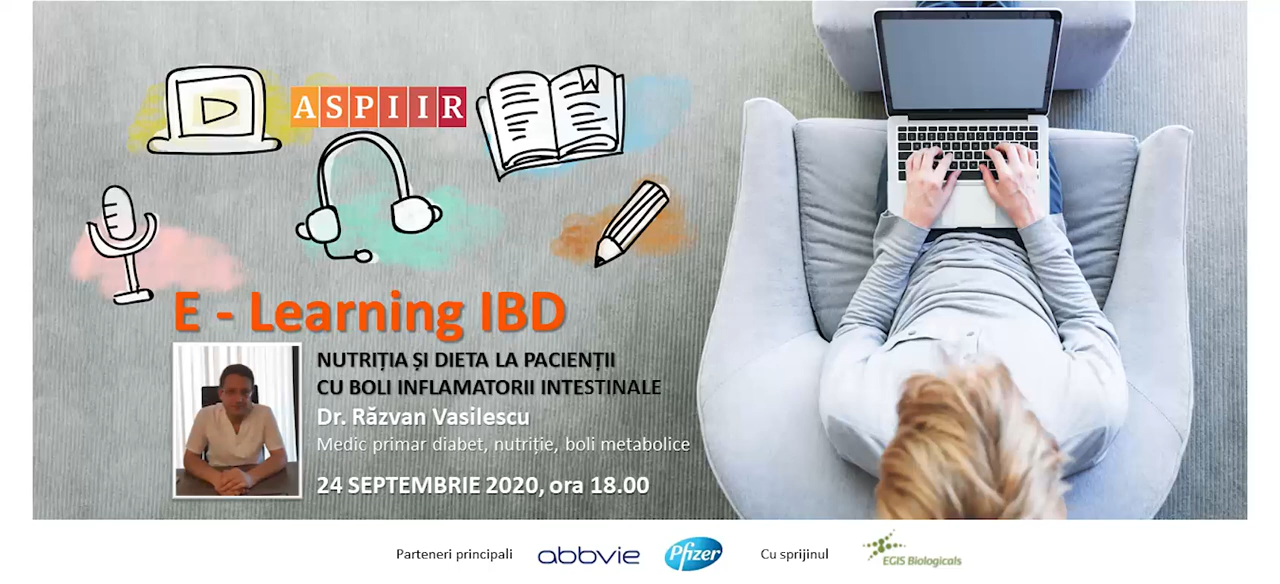 ASPIIR
E - Learning IBD
NUTRIȚIA ȘI DIETA LA PACIENȚII
CU BOLI INFLAMATORII INTESTINALE
Dr. Răzvan Vasilescu
Medic primar diabet, nutriție, boli metabolice
24 SEPTEMBRIE 2020, ora 18.00
Parteneri principali abbvie Pfizer Cu sprijinul EGIS Biologicals